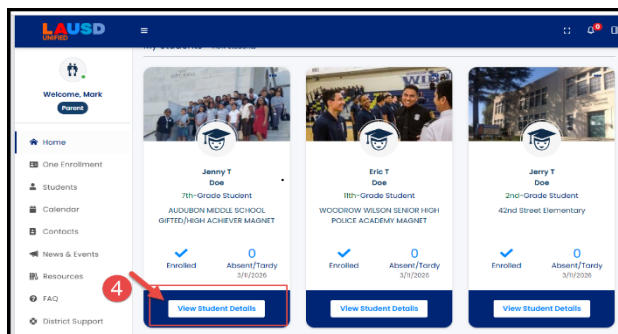 LAUSD
UNIFIED
0
Welcome, Mark
Parent
Home
One Enrollment
Students
Calendar
Contacts
News & Events
Resources
FAQ
District Support
My Students
Jenny T
Doe
7th-Grade Student
AUDUBON MIDDLE SCHOOL
GIFTED/HIGH ACHIEVER MAGNET
Enrolled
0
Absent/Tardy
3/11/2026
View Student Details
4
Eric T
Doe
11th-Grade Student
WOODROW WILSON SENIOR HIGH
POLICE ACADEMY MAGNET
Enrolled
0
Absent/Tardy
3/11/2026
View Student Details
Jerry T
Doe
2nd-Grade Student
42nd Street Elementary
Enrolled
0
Absent/Tardy
3/11/2026
View Student Details